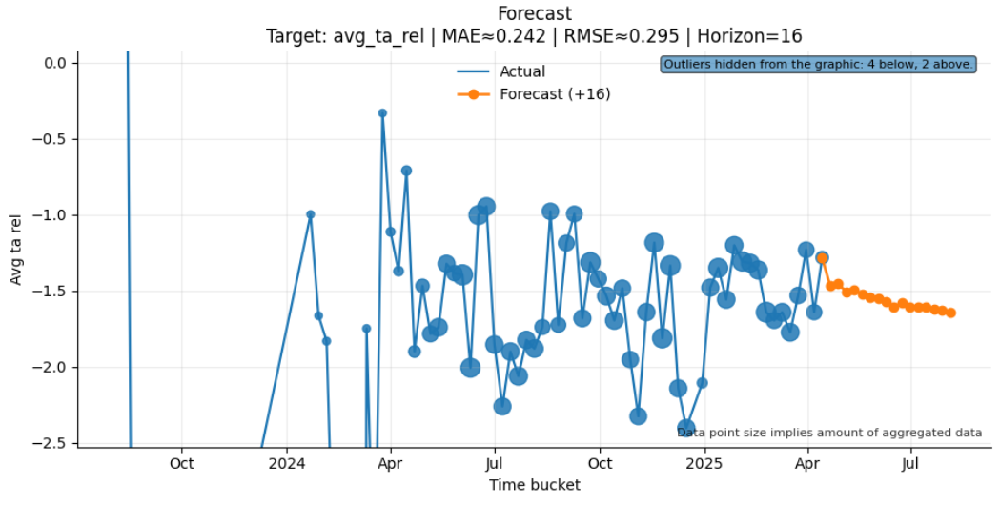 Forecast
Target: avg_ta_rel | MAE≈0.242 | RMSE≈0.295 | Horizon=16
Outliers hidden from the graphic: 4 below, 2 above.
Actual
Forecast (+16)
0.0
−0.5
−1.0
−1.5
−2.0
−2.5
Avg ta rel
Data point size implies amount of aggregated data
Oct
2024
Apr
Jul
Oct
2025
Apr
Jul
Time bucket